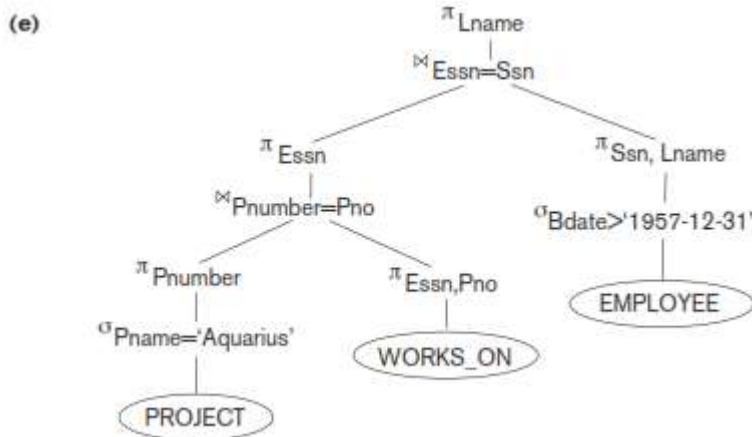 (e)
π Lname
⋈ Essn=Ssn
π Essn
π Ssn, Lname
⋈ Pnumber=Pno
σ Bdate>‘1957-12-31’
π Pnumber
π Essn,Pno
EMPLOYEE
σ Pname=‘Aquarius’
WORKS_ON
PROJECT